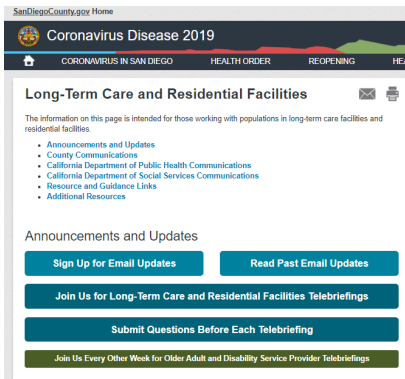 SanDiegoCounty.gov Home
Coronavirus Disease 2019
CORONAVIRUS IN SAN DIEGO HEALTH ORDER REOPENING
Long-Term Care and Residential Facilities
The information on this page is intended for those working with populations in long-term care facilities and
residential facilities.
Announcements and Updates
County Communications
California Department of Public Health Communications
California Department of Social Services Communications
Resource and Guidance Links
Additional Resources
Announcements and Updates
Sign Up for Email Updates Read Past Email Updates
Join Us for Long-Term Care and Residential Facilities Telebriefings
Submit Questions Before Each Telebriefing
Join Us Every Other Week for Older Adult and Disability Service Provider Telebriefings